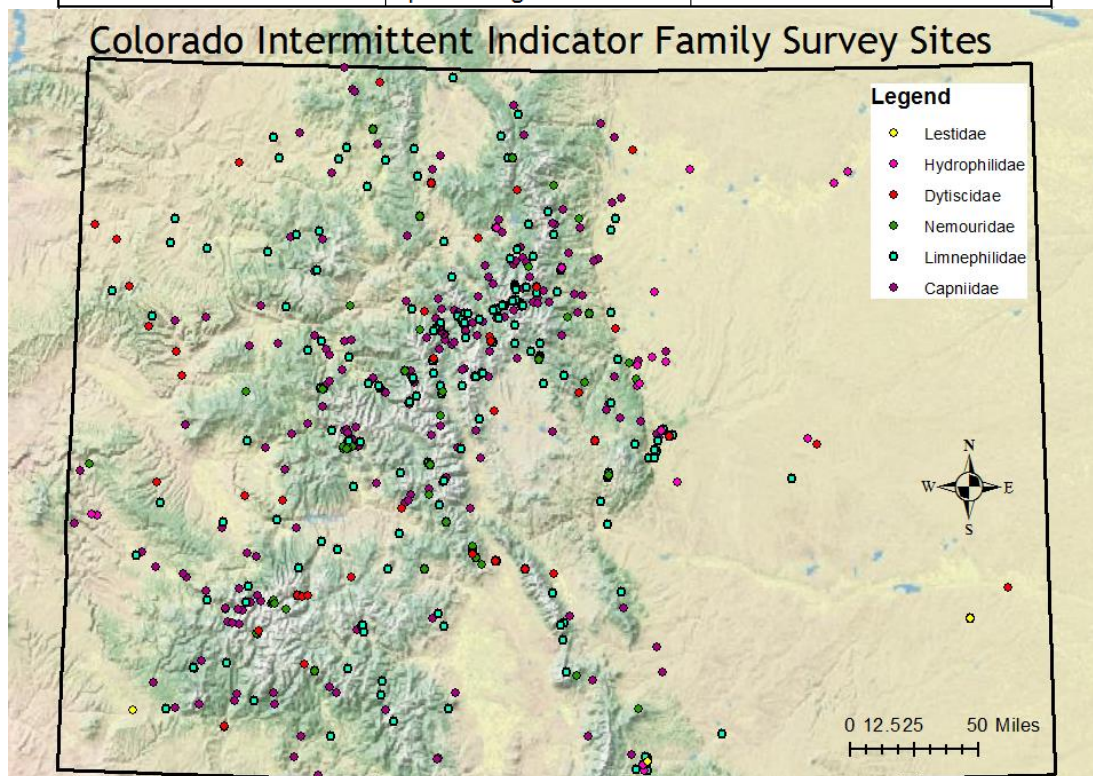 Colorado Intermittent Indicator Family Survey Sites
Legend
Lestidae
Hydrophilidae
Dytiscidae
Nemouridae
Limnephilidae
Capniidae
N
W E
S
0 12.525 50 Miles